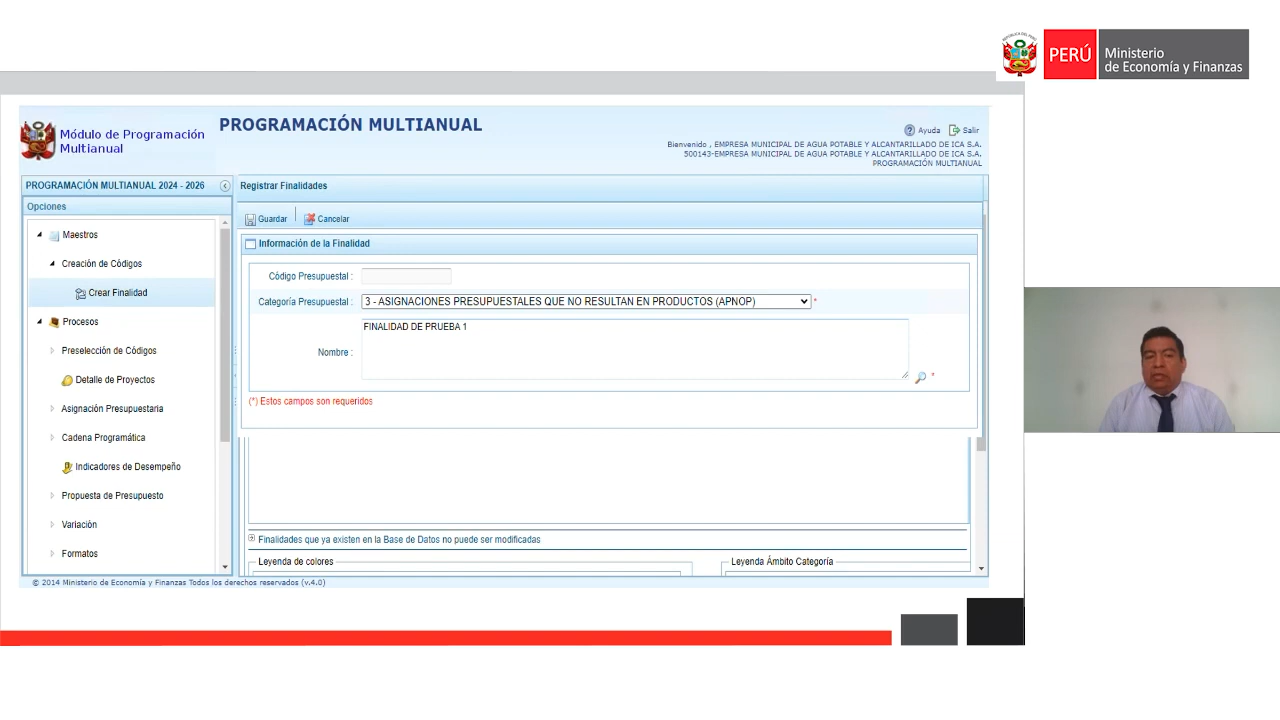 PERÚ
Ministerio
de Economía y Finanzas
Módulo de Programación
Multianual
PROGRAMACIÓN MULTIANUAL
Ayuda
Salir
Bienvenido , EMPRESA MUNICIPAL DE AGUA POTABLE Y ALCANTARILLADO DE ICA S.A.
500143-EMPRESA MUNICIPAL DE AGUA POTABLE Y ALCANTARILLADO DE ICA S.A.
PROGRAMACIÓN MULTIANUAL
PROGRAMACIÓN MULTIANUAL 2024 - 2026
Opciones
Maestros
Creación de Códigos
Crear Finalidad
Procesos
Preselección de Códigos
Detalle de Proyectos
Asignación Presupuestaria
Cadena Programática
Indicadores de Desempeño
Propuesta de Presupuesto
Variación
Formatos
Registrar Finalidades
Guardar
Cancelar
Información de la Finalidad
Código Presupuestal :
Categoría Presupuestal : 3 - ASIGNACIONES PRESUPUESTALES QUE NO RESULTAN EN PRODUCTOS (APNOP) *
Nombre : FINALIDAD DE PRUEBA 1 *
(*) Estos campos son requeridos
Finalidades que ya existen en la Base de Datos no puede ser modificadas
Leyenda de colores
Leyenda Ámbito Categoría
© 2014 Ministerio de Economía y Finanzas Todos los derechos reservados (v.4.0)